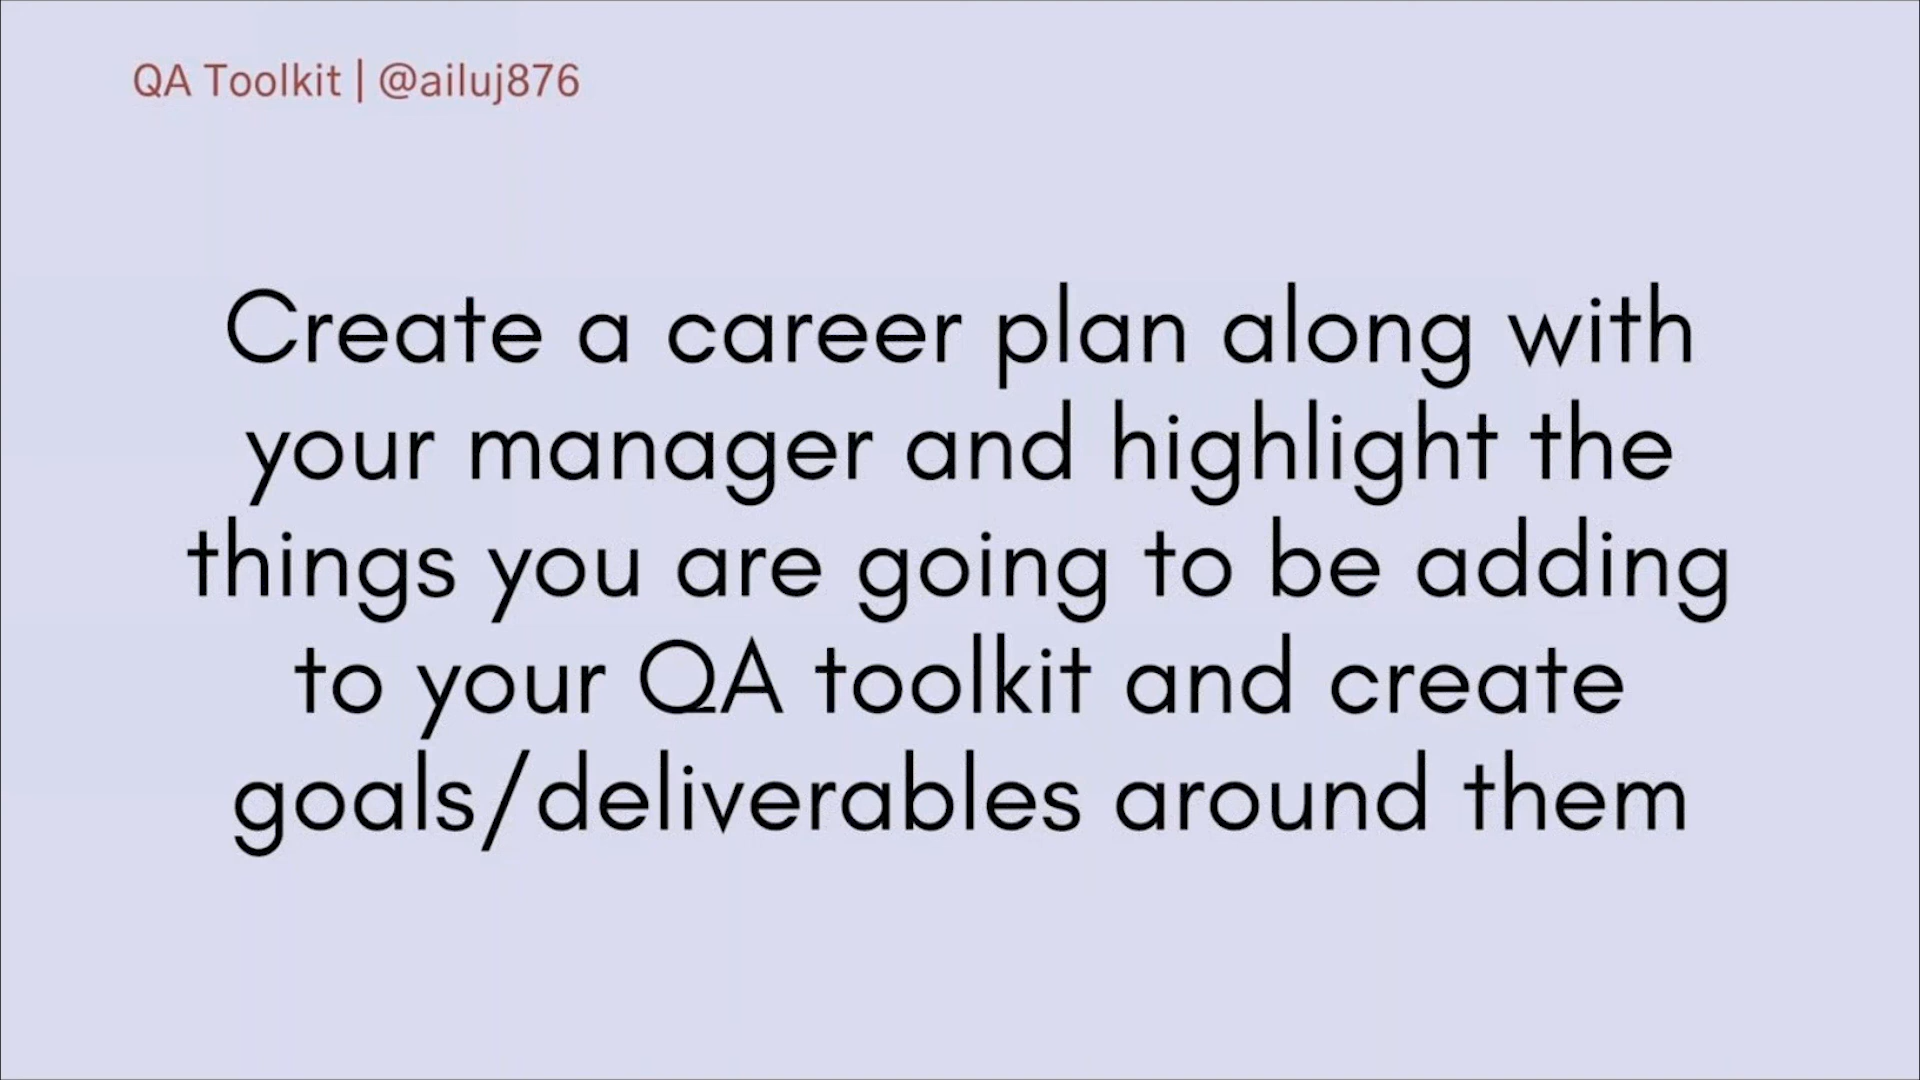 QA Toolkit | @ailuj876
Create a career plan along with
your manager and highlight the
things you are going to be adding
to your QA toolkit and create
goals/deliverables around them